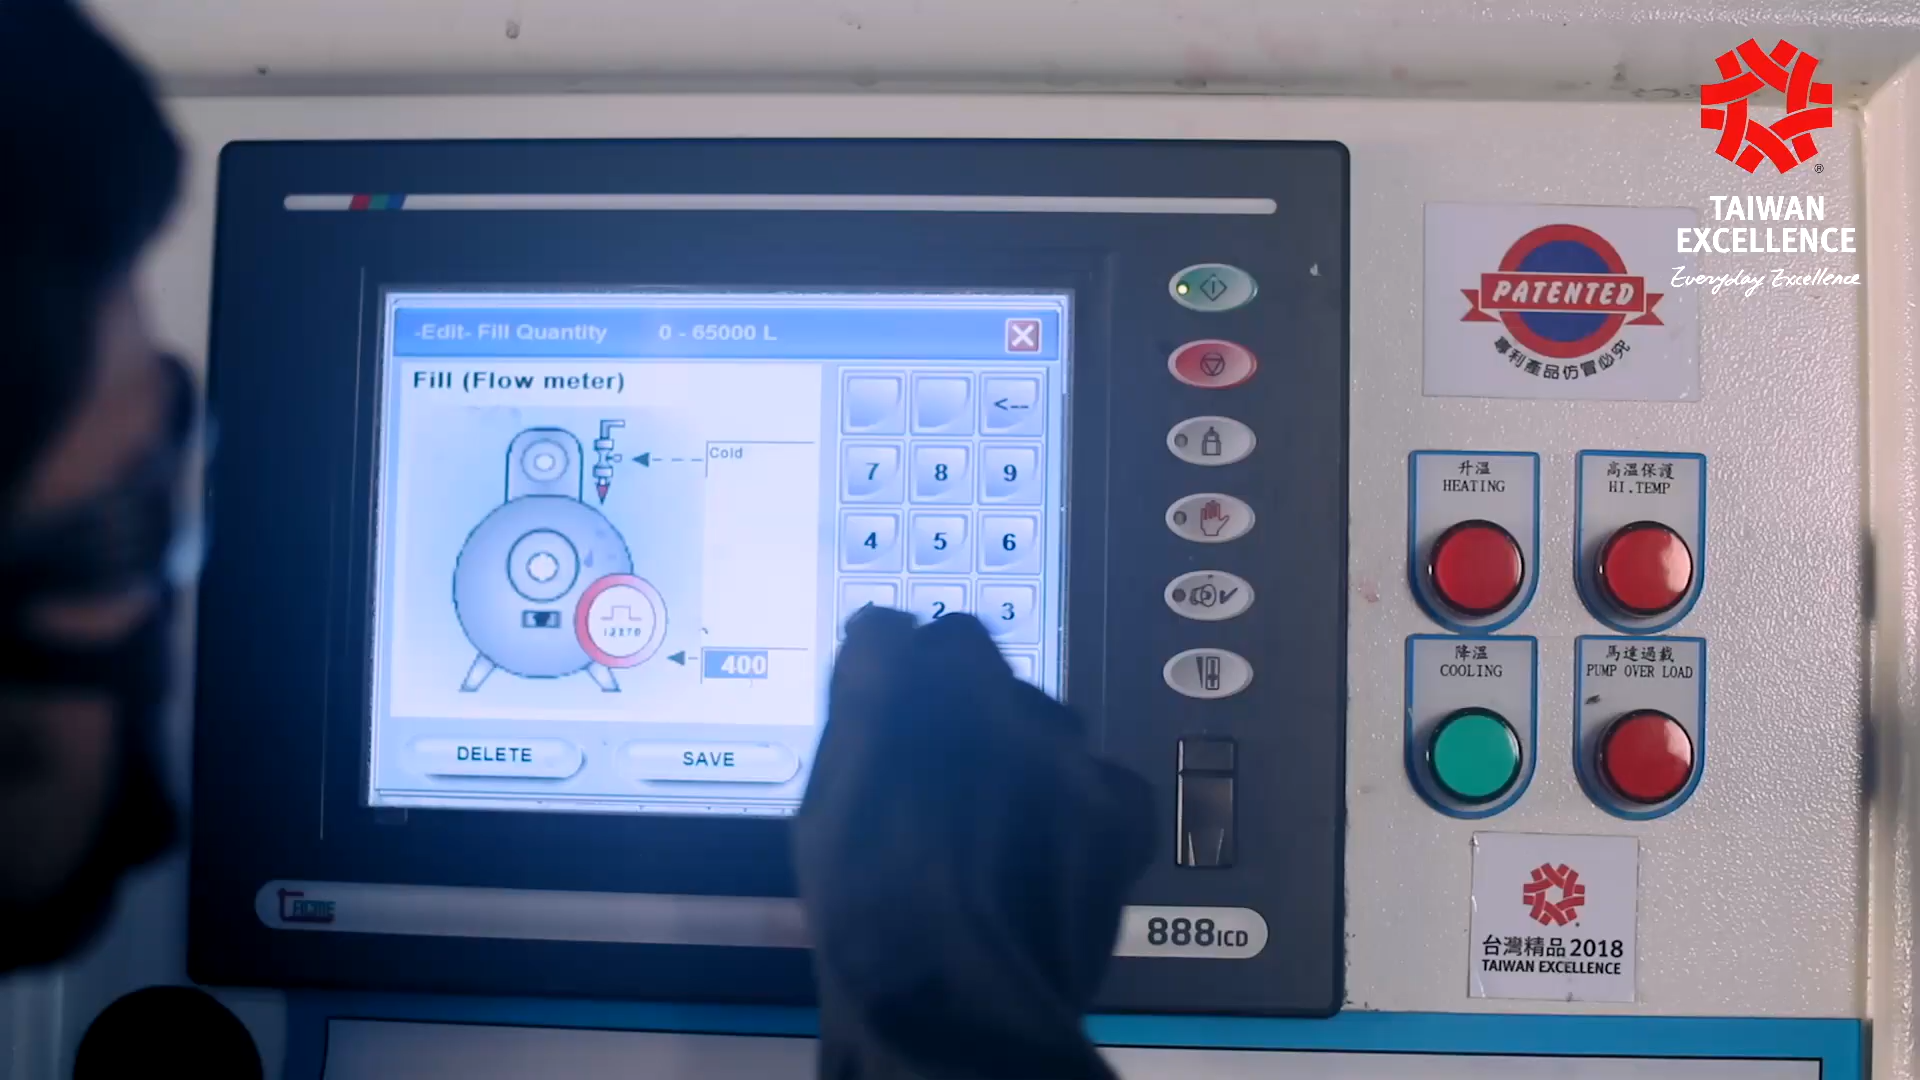 TAIWAN
EXCELLENCE
Everyday Excellence
PATENTED
專利產品仿冒必究
-Edit- Fill Quantity 0 - 65000 L
Fill (Flow meter)
Cold
400
<--
7 8 9
4 5 6
2 3
DELETE SAVE
888ICD
升溫
HEATING
高溫保護
HI.TEMP
降溫
COOLING
馬達過載
PUMP OVER LOAD
台灣精品 2018
TAIWAN EXCELLENCE